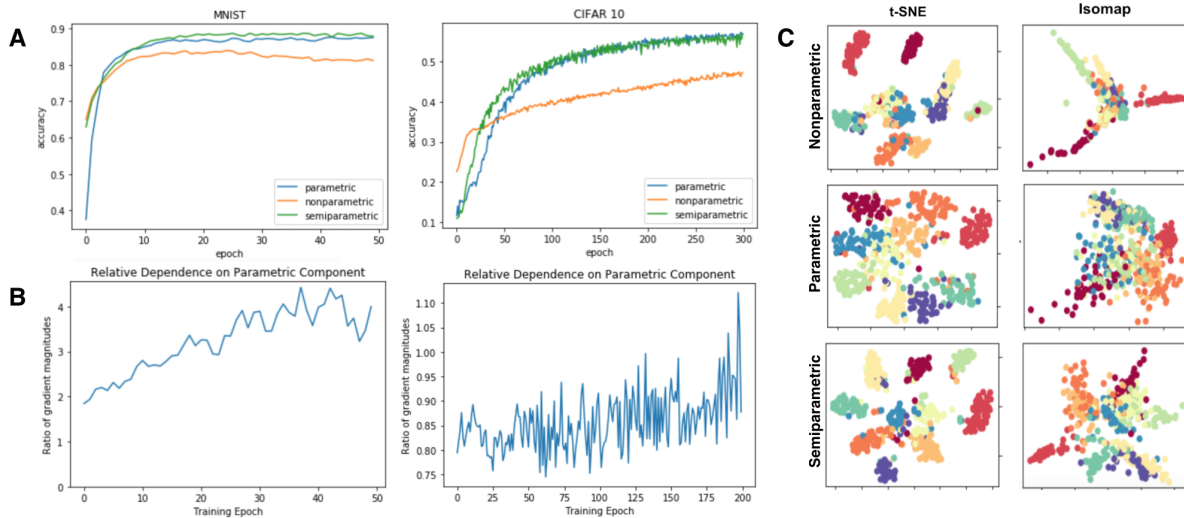 A
MNIST
accuracy
0.9
0.8
0.7
0.6
0.5
0.4
parametric
nonparametric
semiparametric
0
10
20
30
40
50
epoch
CIFAR 10
accuracy
0.5
0.4
0.3
0.2
0.1
parametric
nonparametric
semiparametric
0
50
100
150
200
250
300
epoch
B
Relative Dependence on Parametric Component
Ratio of gradient magnitudes
4
3
2
1
0
0
10
20
30
40
50
Training Epoch
Relative Dependence on Parametric Component
Ratio of gradient magnitudes
1.10
1.05
1.00
0.95
0.90
0.85
0.80
0.75
0
25
50
75
100
125
150
175
200
Training Epoch
C
t-SNE
Isomap
Nonparametric
Parametric
Semiparametric